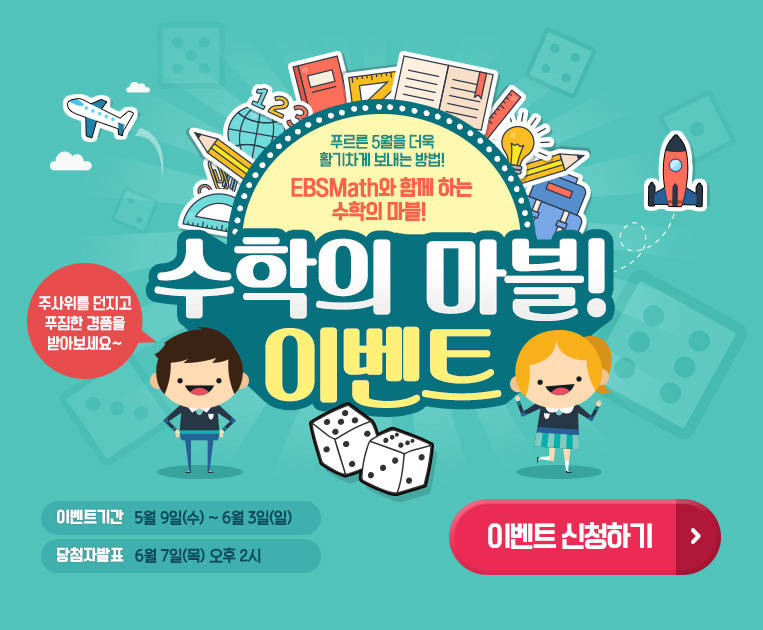 1 2 3
푸르른 5월을 더욱
활기차게 보내는 방법!
EBSMath와 함께 하는
수학의 마블!
수학의 마블!
이벤트
주사위를 던지고
푸짐한 경품을
받아보세요~
이벤트기간 5월 9일(수) ~ 6월 3일(일)
당첨자발표 6월 7일(목) 오후 2시
이벤트 신청하기